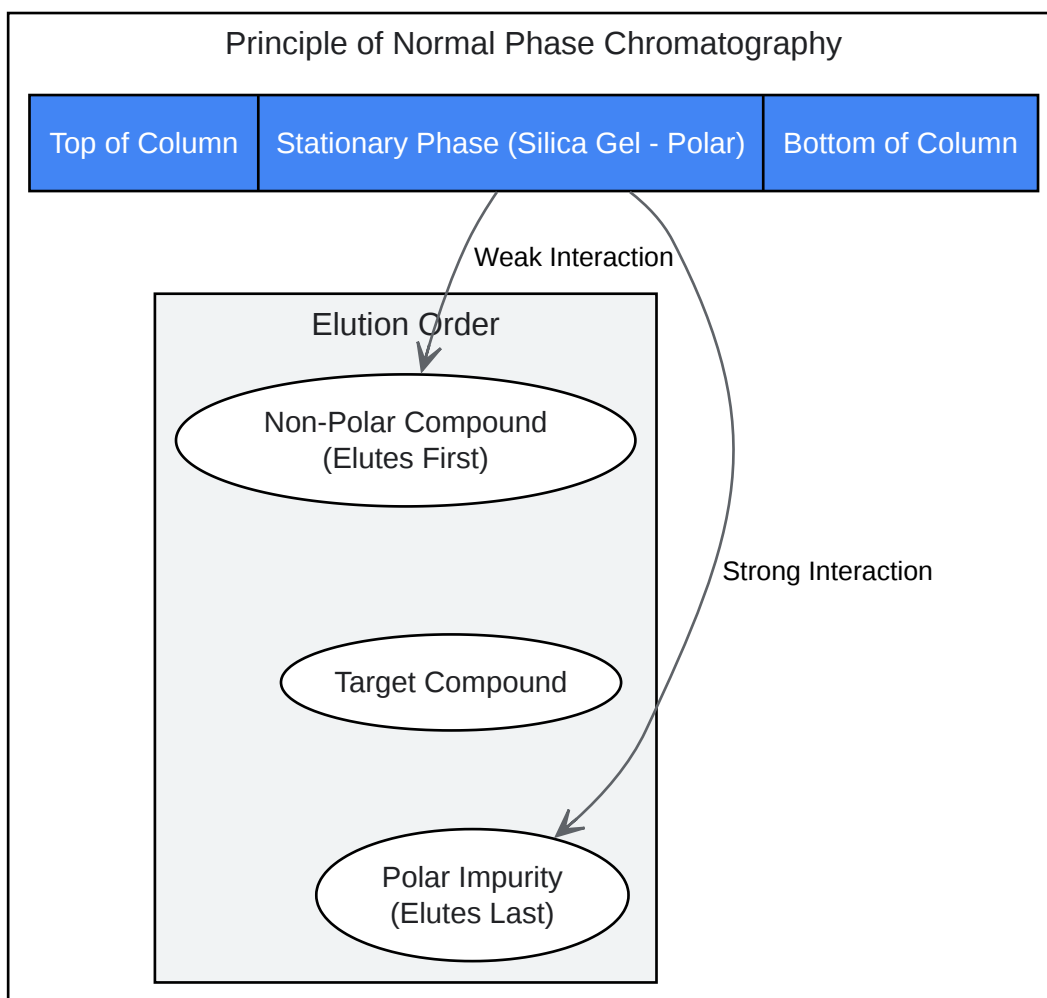 Principle of Normal Phase Chromatography
Top of Column
Stationary Phase (Silica Gel - Polar)
Bottom of Column
Weak Interaction
Elution Order
Non-Polar Compound
(Elutes First)
Strong Interaction
Target Compound
Polar Impurity
(Elutes Last)